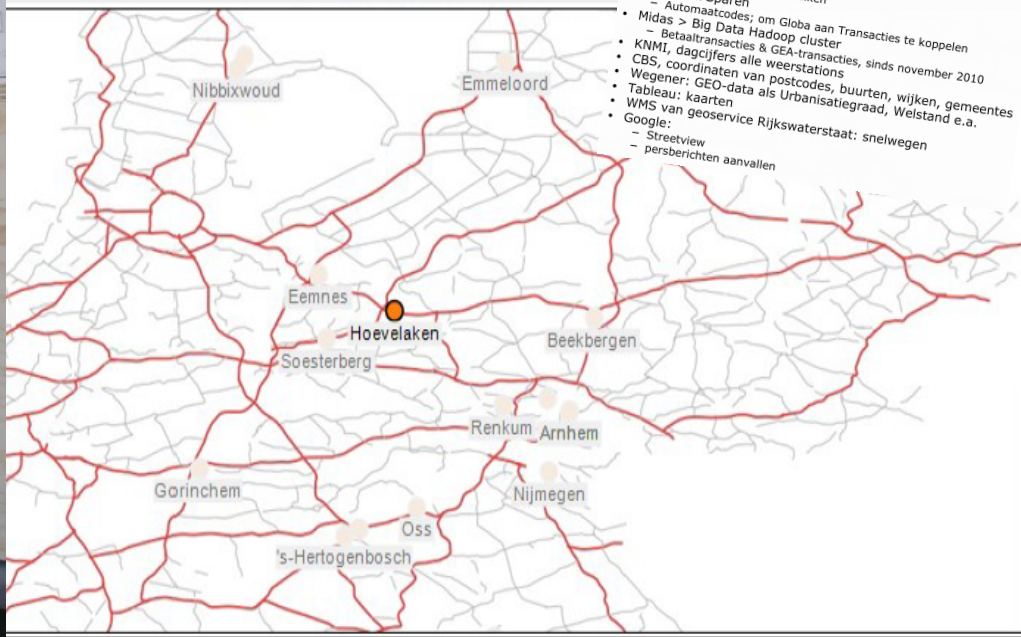 – Automaatcodes; om Globa aan Transacties te koppelen
• Midas > Big Data Hadoop cluster
– Betaaltransacties & GEA-transacties, sinds november 2010
• KNMI, dagcijfers alle weerstations
• CBS, coordinaten van postcodes, buurten, wijken, gemeentes
• Wegener: GEO-data als Urbanisatiegraad, Welstand e.a.
• Tableau: kaarten
• WMS van geoservice Rijkswaterstaat: snelwegen
• Google:
– Streetview
– persberichten aanvallen
Nibbixwoud
Emmeloord
Eemnes
Hoevelaken
Soesterberg
Beekbergen
Renkum
Arnhem
Gorinchem
Nijmegen
Oss
's-Hertogenbosch